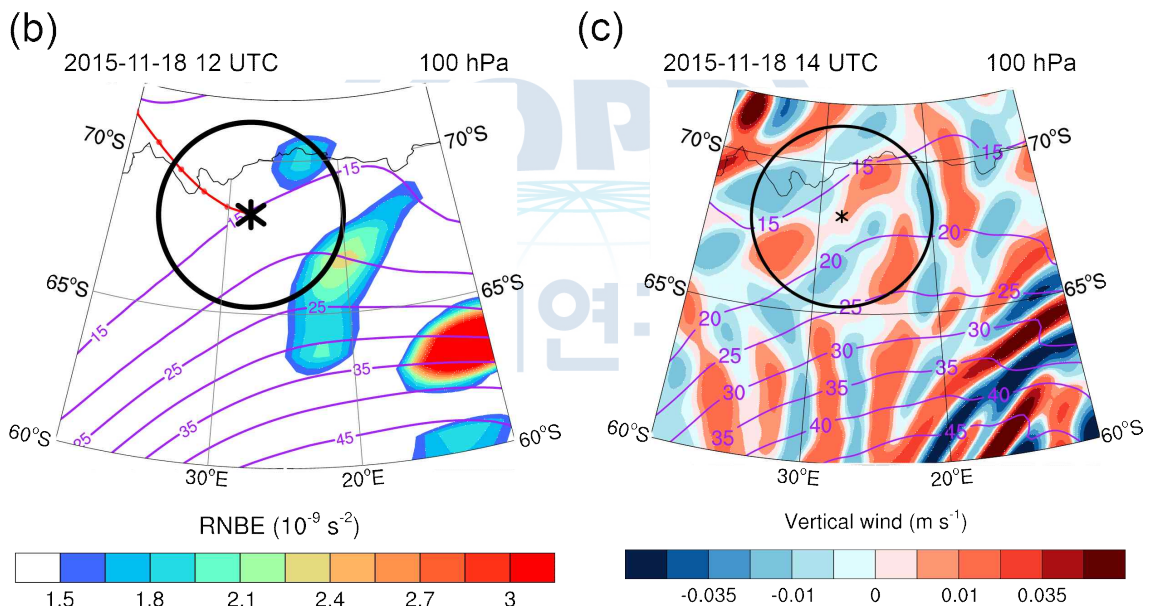 (b)
2015-11-18 12 UTC 100 hPa
70°S 70°S
15
15
65°S 65°S
25
15
25
35
35
25
45
60°S 60°S
30°E 20°E
RNBE (10⁻⁹ s⁻²)
1.5 1.8 2.1 2.4 2.7 3
(c)
2015-11-18 14 UTC 100 hPa
70°S 70°S
15 15
15
20
20
65°S 65°S
25 25
20
30
25 30
35
30 35
40
40
35 45
60°S 60°S
30°E 20°E
Vertical wind (m s⁻¹)
-0.035 -0.01 0 0.01 0.035
연